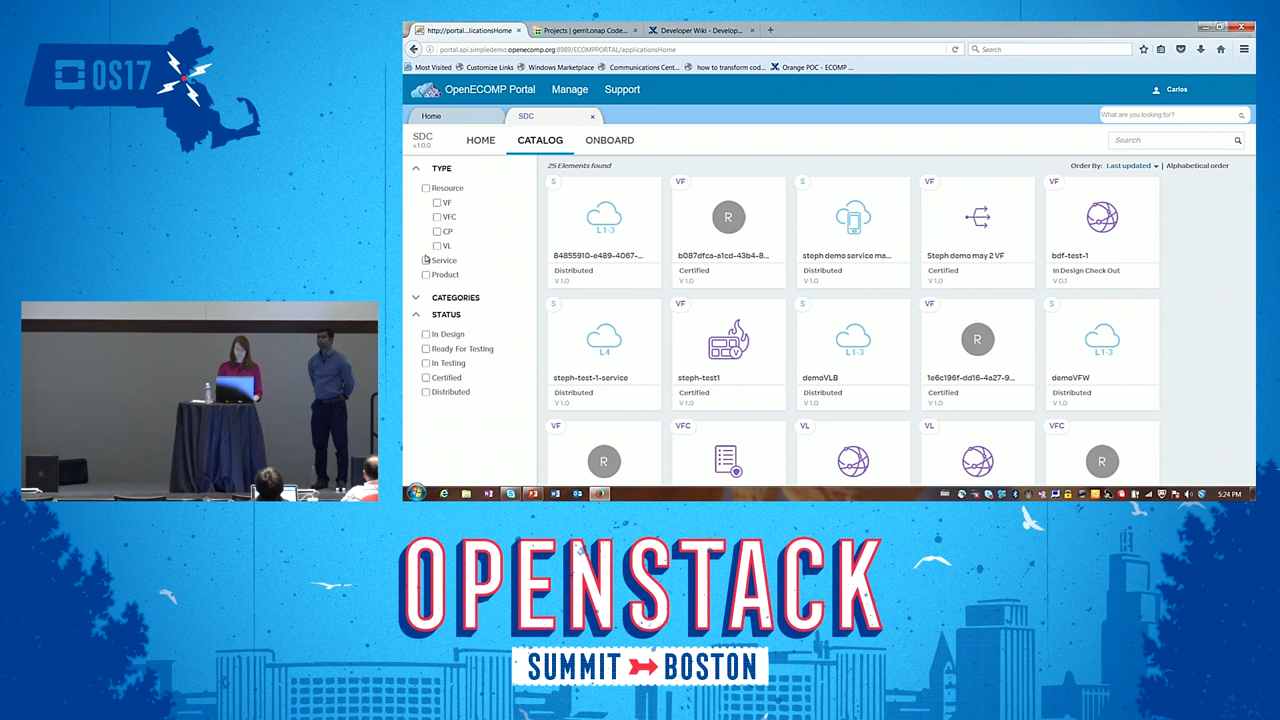 OS17
http://portal...licationsHome
Projects | gerrit.onap Code...
Developer Wiki - Develop...
portal.api.simpledemo.openecomp.org:8989/ECOMPPORTAL/applicationsHome
Search
Most Visited
Customize Links
Windows Marketplace
Communications Cent...
how to transform cod...
Orange POC - ECOMP ...
OpenECOMP Portal
Manage
Support
Carlos
Home
SDC
What are you looking for?
SDC
v.1.0.0
HOME
CATALOG
ONBOARD
Search
TYPE
Resource
VF
VFC
CP
VL
Service
Product
CATEGORIES
STATUS
In Design
Ready For Testing
In Testing
Certified
Distributed
25 Elements found
Order By: Last updated | Alphabetical order
S
L1-3
84855910-e489-4067-...
Distributed
V 1.0
VF
R
b087dfca-a1cd-43b4-8...
Certified
V 1.0
S
steph demo service ma...
Distributed
V 1.0
VF
Steph demo may 2 VF
Certified
V 1.0
VF
bdf-test-1
In Design Check Out
V 0.1
S
L4
steph-test-1-service
Distributed
V 1.0
VF
V
steph-test1
Certified
V 1.0
S
L1-3
demoVLB
Distributed
V 1.0
VF
R
1e6c196f-dd16-4a27-9...
Certified
V 1.0
S
L1-3
demoVFW
Distributed
V 1.0
VF
R
VFC
VL
VL
VFC
R
5:24 PM
OPENSTACK
SUMMIT BOSTON